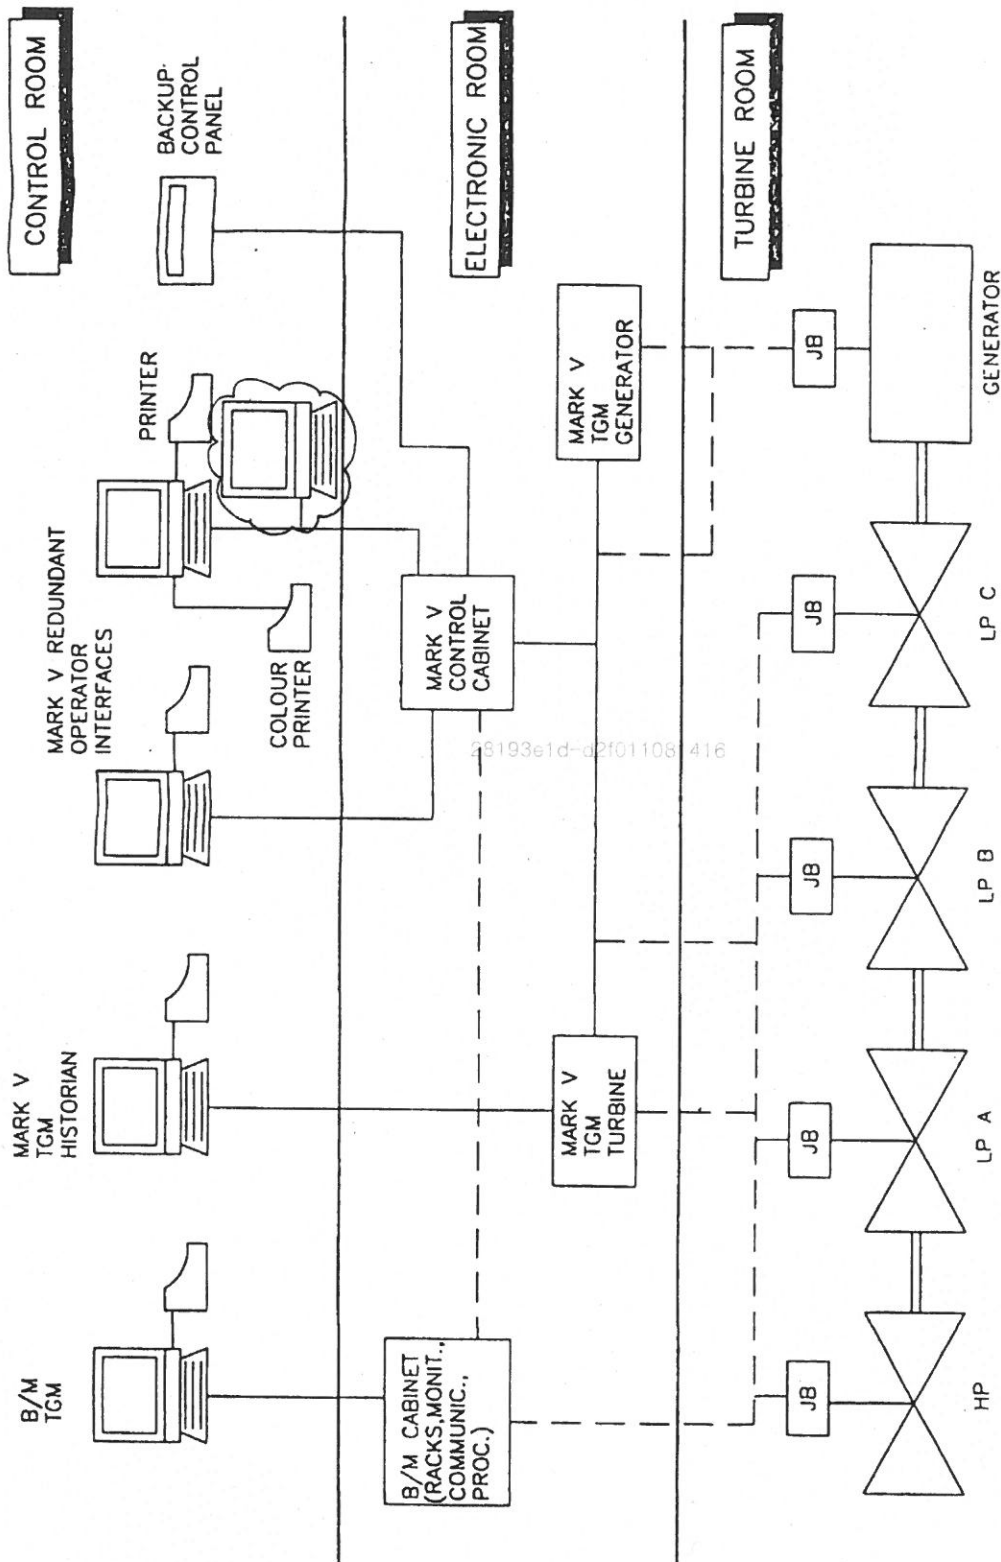 CONTROL ROOM
B/M
TGM
MARK V
TGM
HISTORIAN
MARK V REDUNDANT
OPERATOR
INTERFACES
COLOUR
PRINTER
PRINTER
BACKUP-
CONTROL
PANEL
ELECTRONIC ROOM
B/M CABINET
(RACKS,MONIT.,
COMMUNIC.,
PROC.)
MARK V
CONTROL
CABINET
MARK V
TGM
TURBINE
MARK V
TGM
GENERATOR
28193e1d-d2f01108f416
TURBINE ROOM
JB
JB
JB
JB
JB
HP
LP A
LP B
LP C
GENERATOR